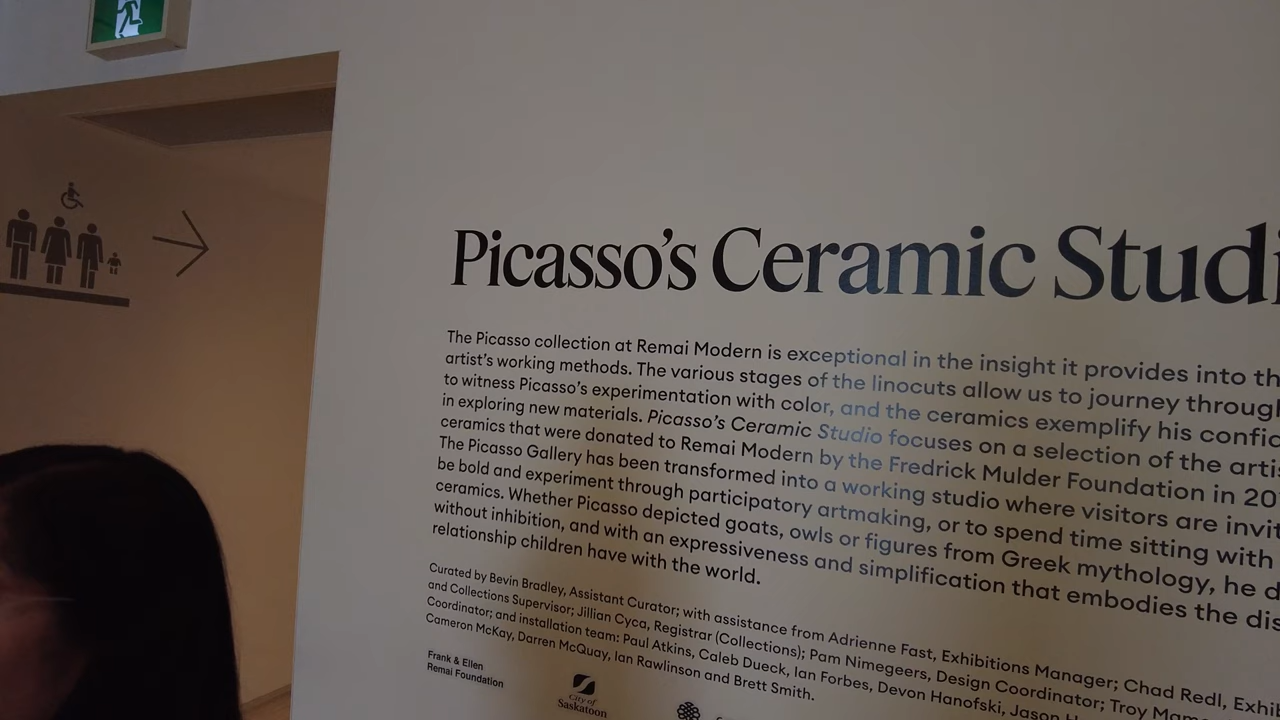 Picasso's Ceramic Studi
The Picasso collection at Remai Modern is exceptional in the insight it provides into th
artist's working methods. The various stages of the linocuts allow us to journey through
to witness Picasso's experimentation with color, and the ceramics exemplify his confic
in exploring new materials. Picasso's Ceramic Studio focuses on a selection of the arti
ceramics that were donated to Remai Modern by the Fredrick Mulder Foundation in 20
The Picasso Gallery has been transformed into a working studio where visitors are invit
be bold and experiment through participatory artmaking, or to spend time sitting with
ceramics. Whether Picasso depicted goats, owls or figures from Greek mythology, he d
without inhibition, and with an expressiveness and simplification that embodies the dis
relationship children have with the world.
Curated by Bevin Bradley, Assistant Curator; with assistance from Adrienne Fast, Exhibitions Manager; Chad Redl, Exhib
and Collections Supervisor; Jillian Cyca, Registrar (Collections); Pam Nimegeers, Design Coordinator; Troy Mam
Coordinator; and installation team: Paul Atkins, Caleb Dueck, Ian Forbes, Devon Hanofski, Jason H
Cameron McKay, Darren McQuay, Ian Rawlinson and Brett Smith.
Frank & Ellen
Remai Foundation
City of
Saskatoon